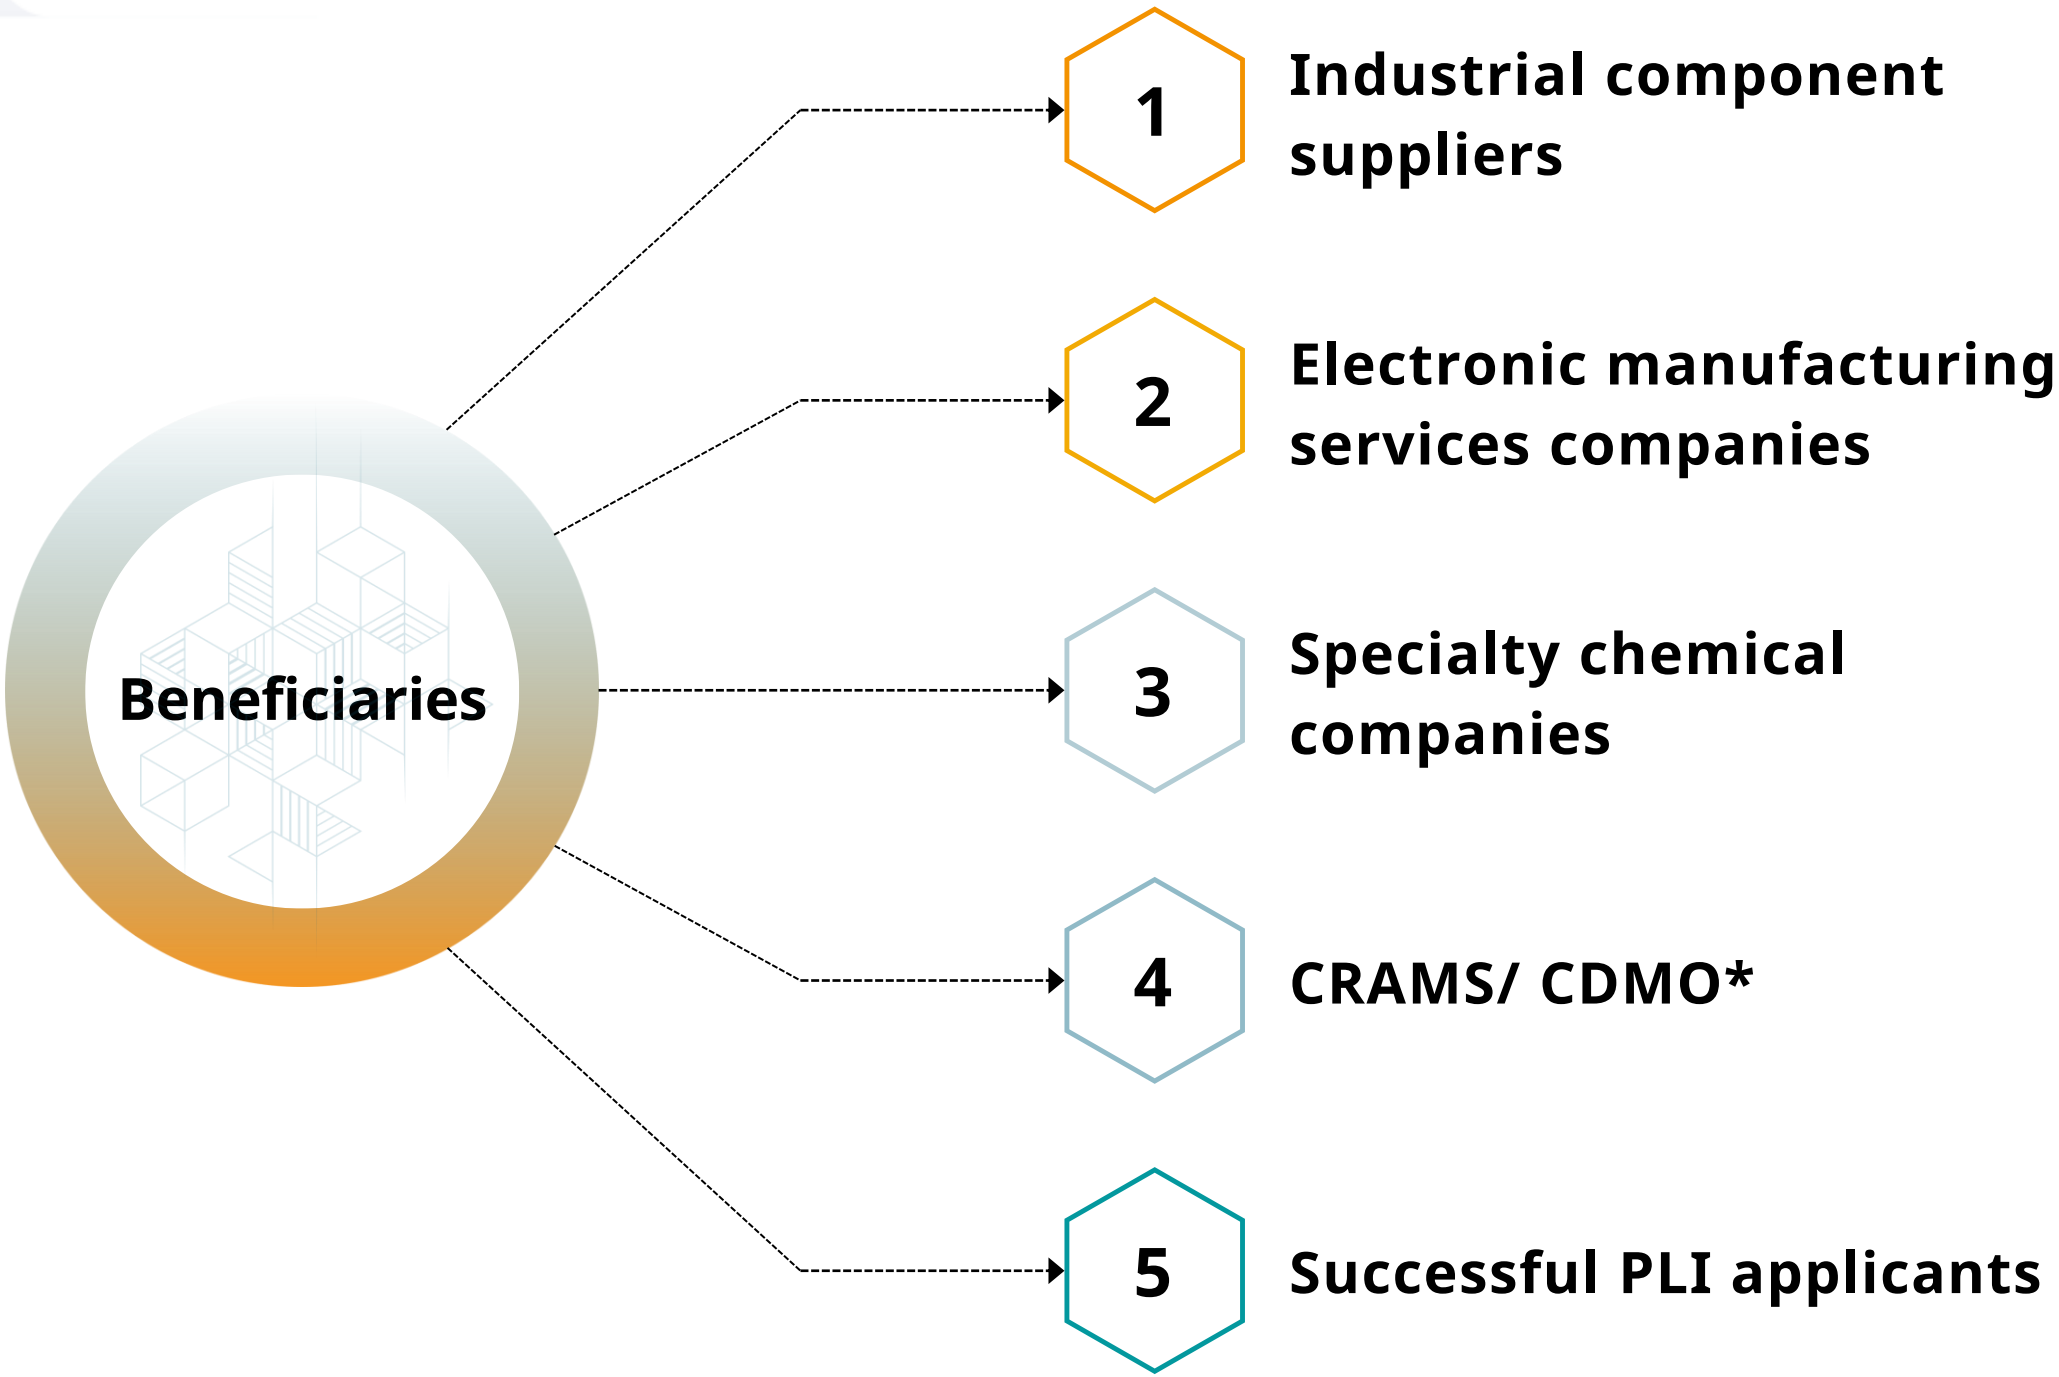 1
Industrial component
suppliers
2
Electronic manufacturing
services companies
Beneficiaries
3
Specialty chemical
companies
4
CRAMS/ CDMO*
5
Successful PLI applicants